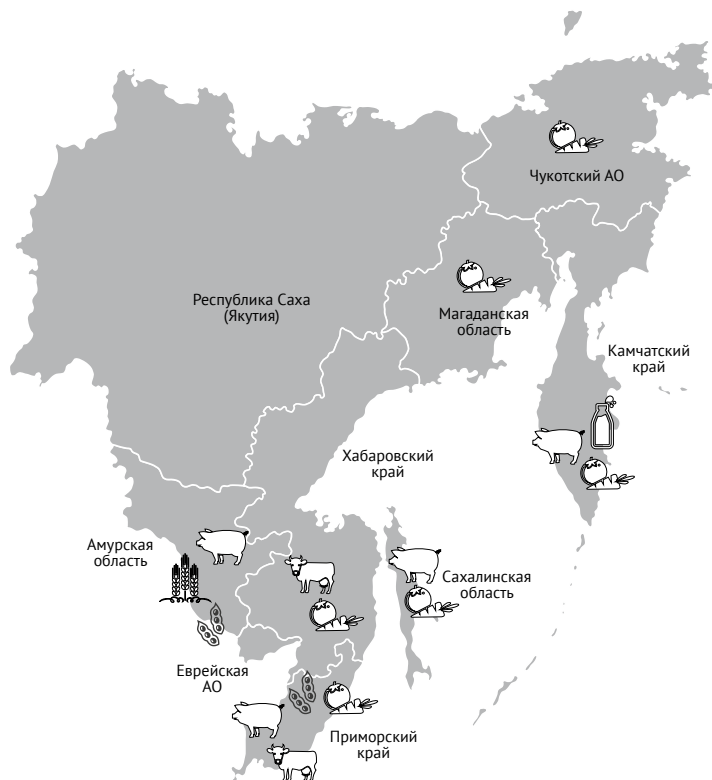 Чукотский АО
Республика Саха
(Якутия)
Магаданская
область
Камчатский
край
Хабаровский
край
Амурская
область
Сахалинская
область
Еврейская
АО
Приморский
край